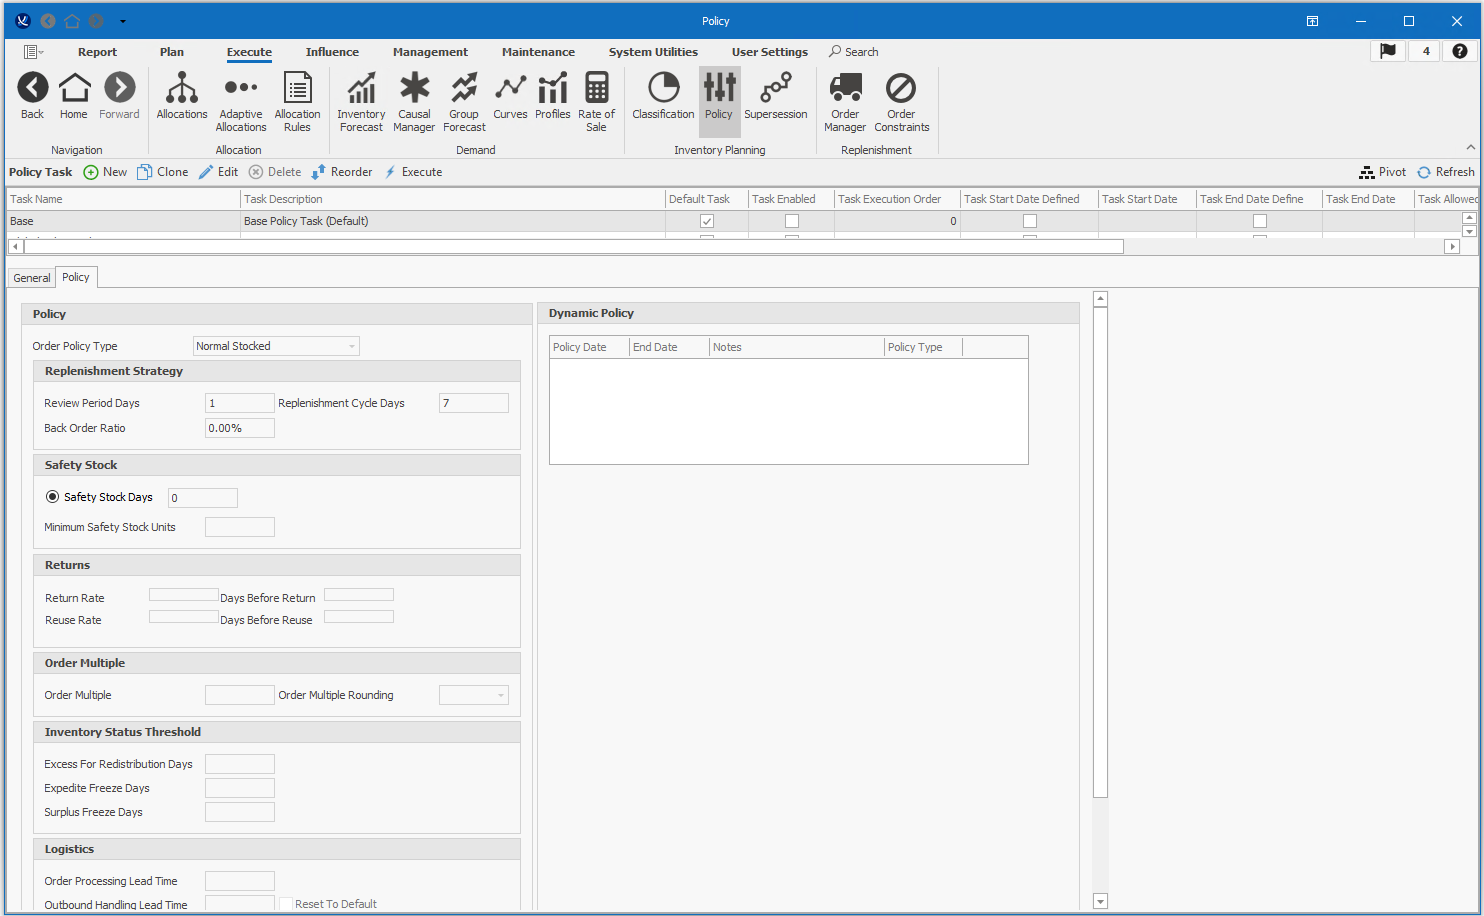 Policy
Report Plan Execute Influence Management Maintenance System Utilities User Settings Search 4
Back Home Forward Allocations Adaptive Allocations Allocation Rules Inventory Forecast Causal Manager Group Forecast Curves Profiles Rate of Sale Classification Policy Supersession Order Manager Order Constraints
Navigation Allocation Demand Inventory Planning Replenishment
Policy Task New Clone Edit Delete Reorder Execute Pivot Refresh
Task Name Task Description Default Task Task Enabled Task Execution Order Task Start Date Defined Task Start Date Task End Date Define Task End Date Task Allowed
Base Base Policy Task (Default) 0
General Policy
Policy
Order Policy Type Normal Stocked
Replenishment Strategy
Review Period Days 1 Replenishment Cycle Days 7
Back Order Ratio 0.00%
Safety Stock
Safety Stock Days 0
Minimum Safety Stock Units
Returns
Return Rate Days Before Return
Reuse Rate Days Before Reuse
Order Multiple
Order Multiple Order Multiple Rounding
Inventory Status Threshold
Excess For Redistribution Days
Expedite Freeze Days
Surplus Freeze Days
Logistics
Order Processing Lead Time
Outbound Handling Lead Time Reset To Default
Dynamic Policy
Policy Date End Date Notes Policy Type